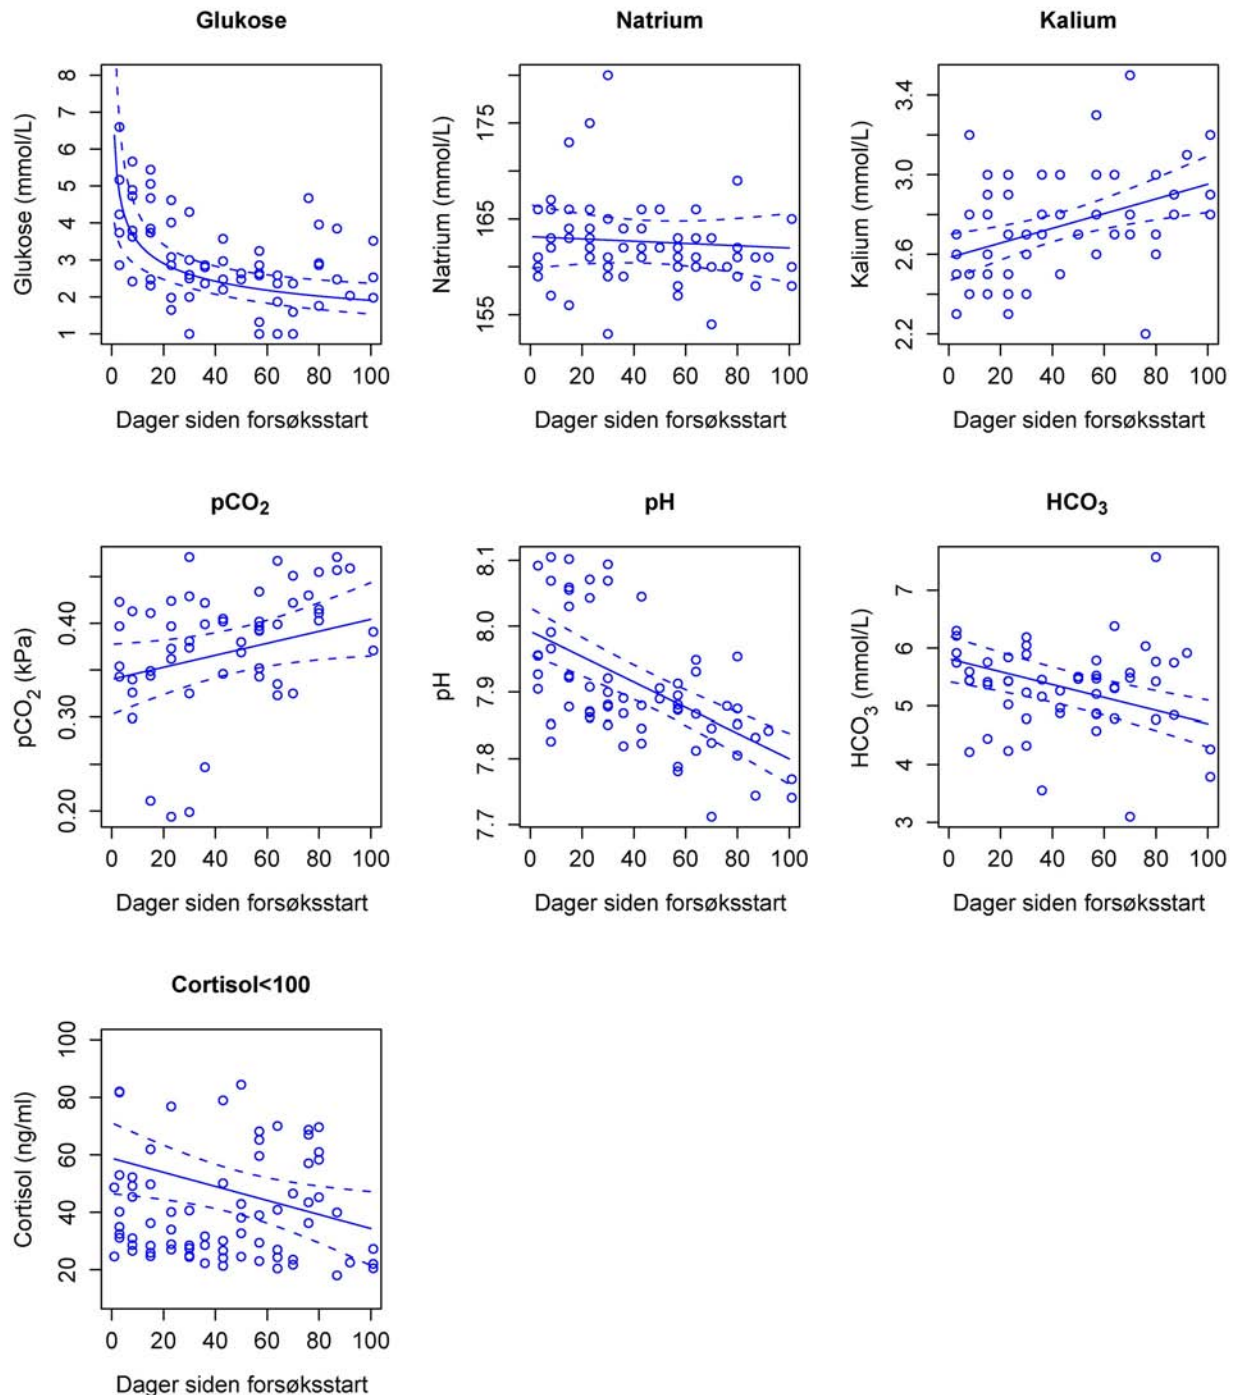 Glukose
Natrium
Kalium
Glukose (mmol/L)
8
7
6
5
4
3
2
1
0 20 40 60 80 100
Dager siden forsøksstart
Natrium (mmol/L)
175
165
155
0 20 40 60 80 100
Dager siden forsøksstart
Kalium (mmol/L)
3.4
3.0
2.6
2.2
0 20 40 60 80 100
Dager siden forsøksstart
pCO₂
pH
HCO₃
pCO₂ (kPa)
0.40
0.30
0.20
0 20 40 60 80 100
Dager siden forsøksstart
pH
8.1
8.0
7.9
7.8
7.7
0 20 40 60 80 100
Dager siden forsøksstart
HCO₃ (mmol/L)
7
6
5
4
3
0 20 40 60 80 100
Dager siden forsøksstart
Cortisol<100
Cortisol (ng/ml)
100
80
60
40
20
0 20 40 60 80 100
Dager siden forsøksstart